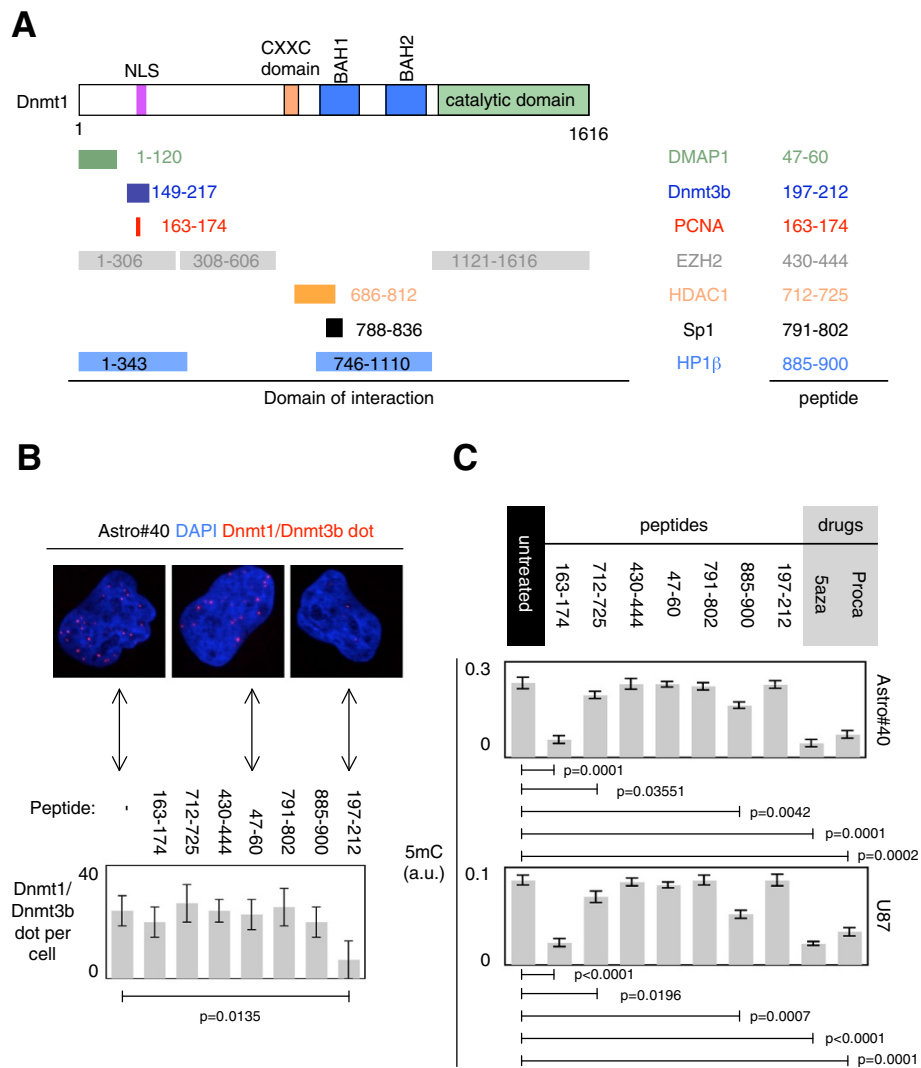 A
NLS
CXXC
domain
BAH1
BAH2
Dnmt1
catalytic domain
1
1616
1-120
DMAP1
47-60
149-217
Dnmt3b
197-212
163-174
PCNA
163-174
1-306
308-606
1121-1616
EZH2
430-444
686-812
HDAC1
712-725
788-836
Sp1
791-802
1-343
746-1110
HP1β
885-900
Domain of interaction
peptide
B
Astro#40 DAPI Dnmt1/Dnmt3b dot
Peptide:
-
163-174
712-725
430-444
47-60
791-802
885-900
197-212
Dnmt1/
Dnmt3b
dot per
cell
40
0
p=0.0135
C
untreated
peptides
drugs
163-174
712-725
430-444
47-60
791-802
885-900
197-212
5aza
Proca
5mC
(a.u.)
0.3
0
Astro#40
p=0.0001
p=0.03551
p=0.0042
p=0.0001
p=0.0002
0.1
0
U87
p<0.0001
p=0.0196
p=0.0007
p<0.0001
p=0.0001